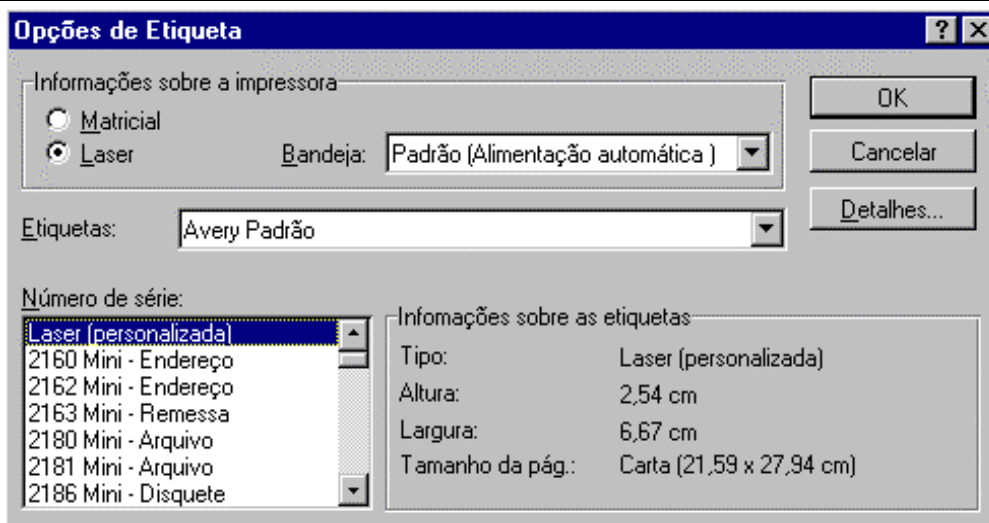 Opções de Etiqueta
Informações sobre a impressora
Matricial
Laser
Bandeja:
Padrão (Alimentação automática )
OK
Cancelar
Detalhes...
Etiquetas:
Avery Padrão
Número de série:
Laser (personalizada)
2160 Mini - Endereço
2162 Mini - Endereço
2163 Mini - Remessa
2180 Mini - Arquivo
2181 Mini - Arquivo
2186 Mini - Disquete
Infomações sobre as etiquetas
Tipo: Laser (personalizada)
Altura: 2,54 cm
Largura: 6,67 cm
Tamanho da pág.: Carta (21,59 x 27,94 cm)